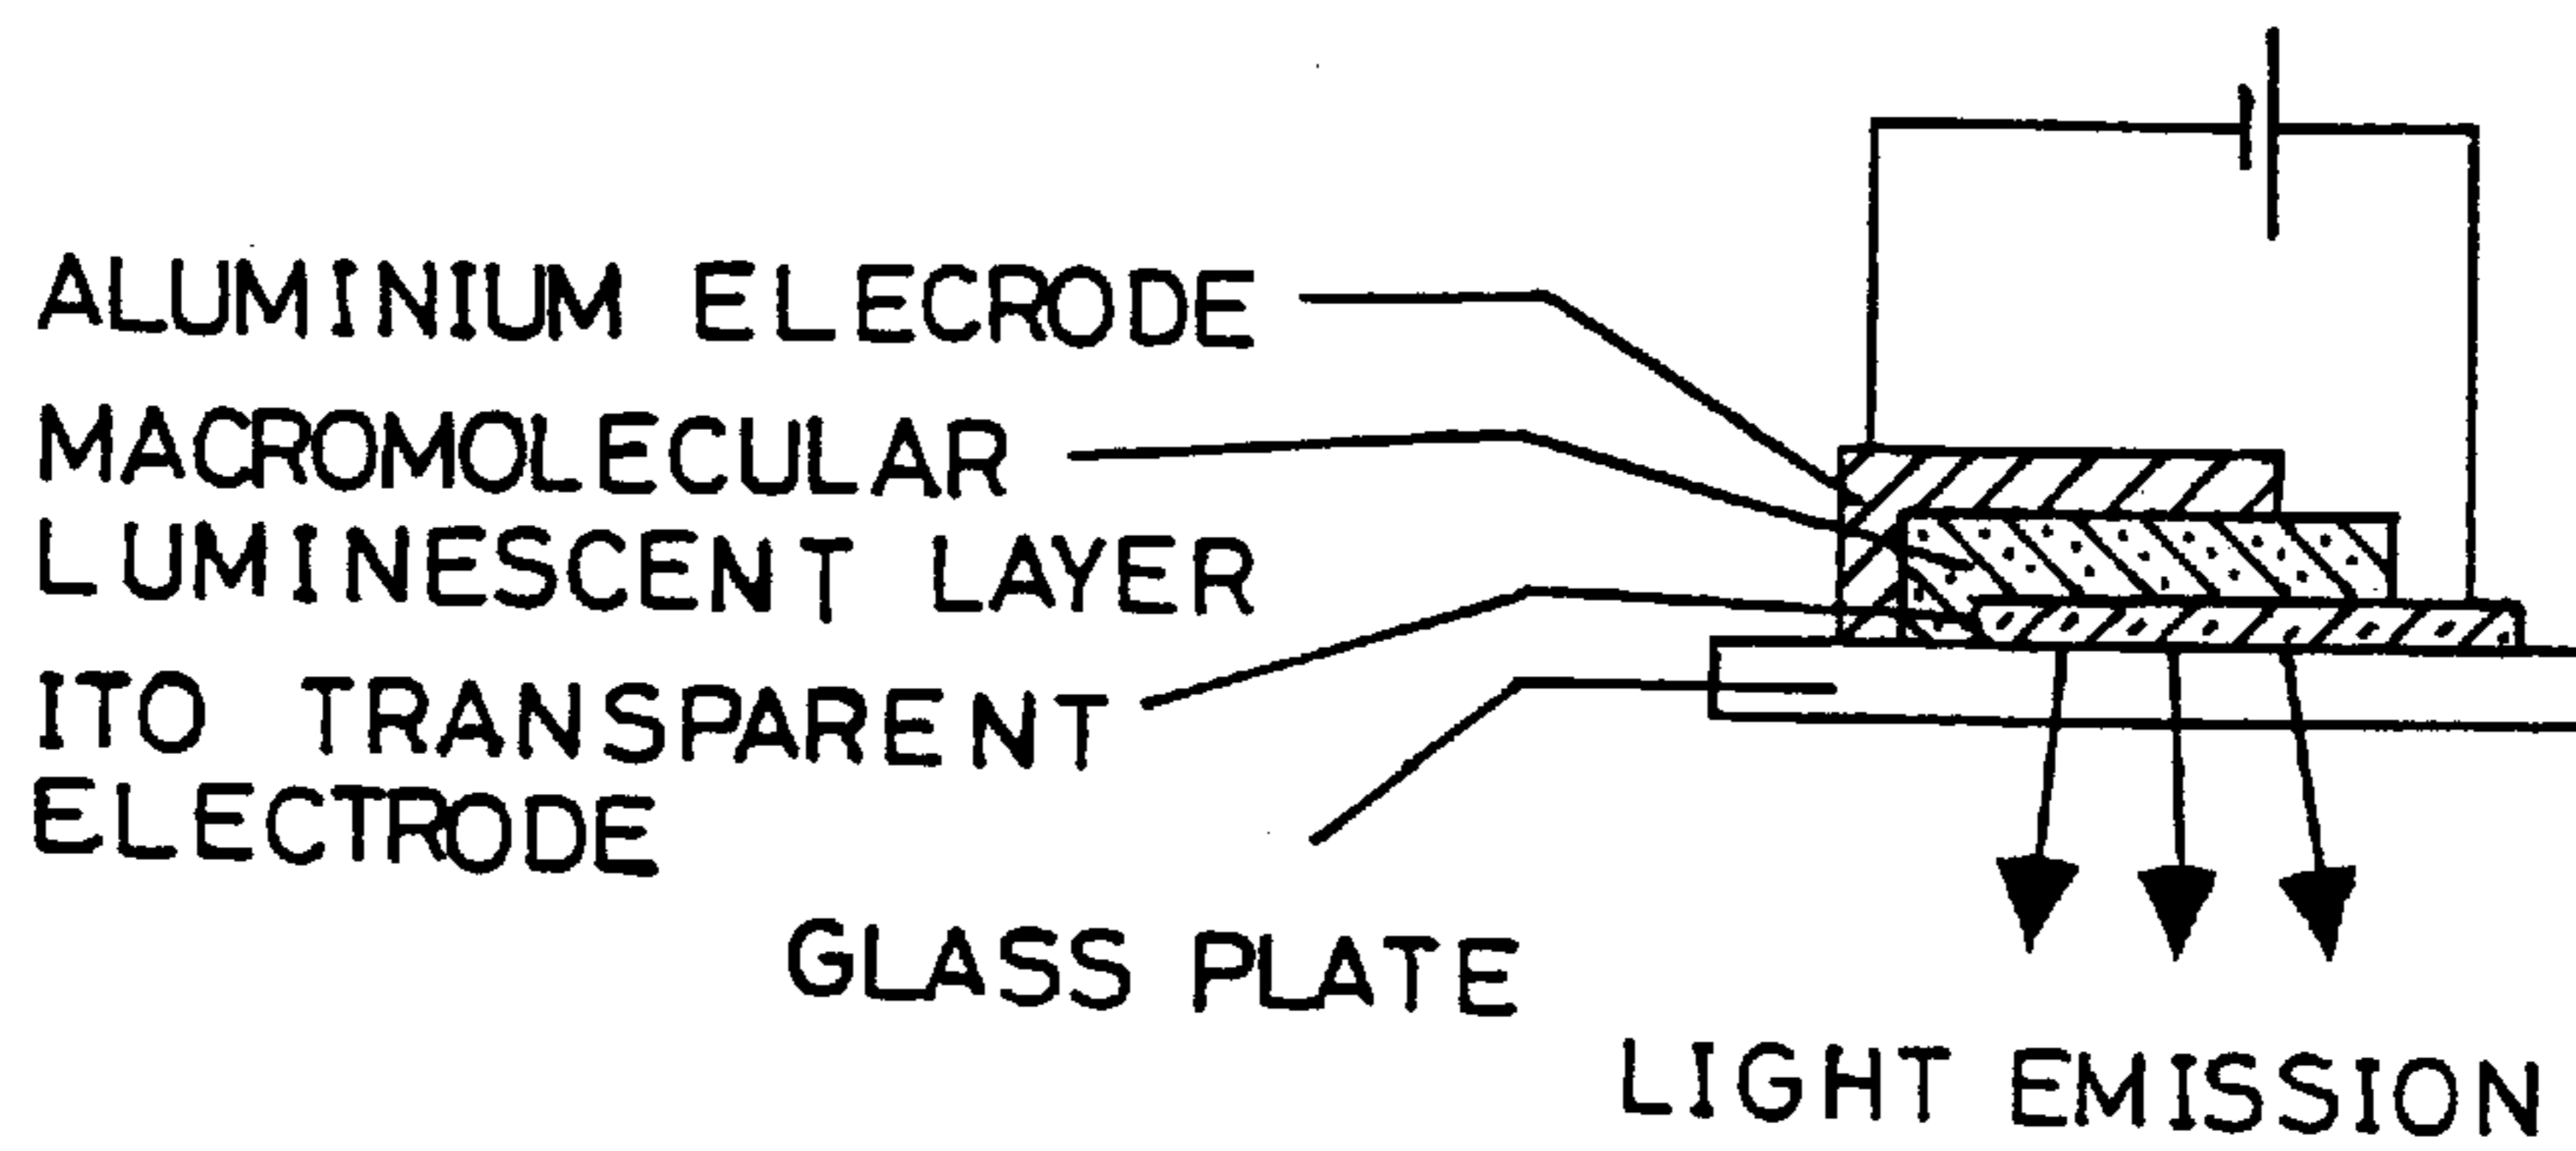 ALUMINIUM ELECRODE
MACROMOLECULAR
LUMINESCENT LAYER
ITO TRANSPARENT
ELECTRODE
GLASS PLATE
LIGHT EMISSION